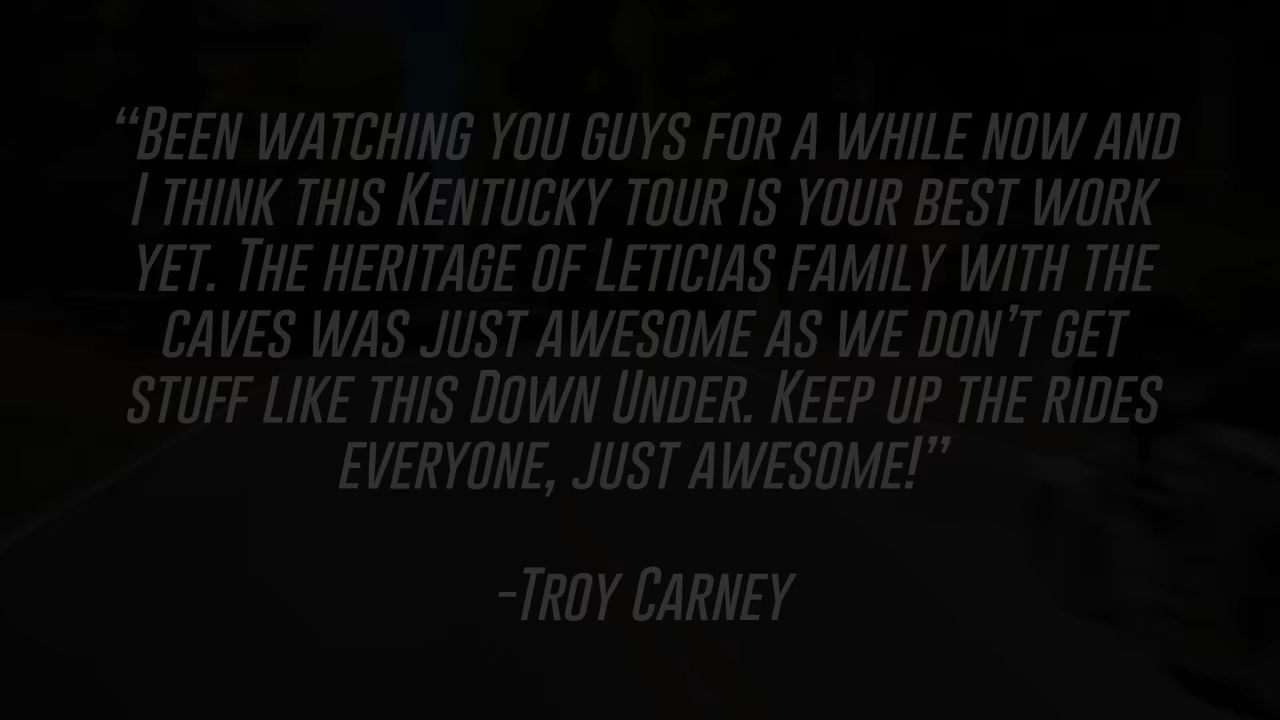 “Been watching you guys for a while now and
I think this Kentucky tour is your best work
yet. The heritage of Leticias family with the
caves was just awesome as we don’t get
stuff like this Down Under. Keep up the rides
everyone, just awesome!”
-Troy Carney